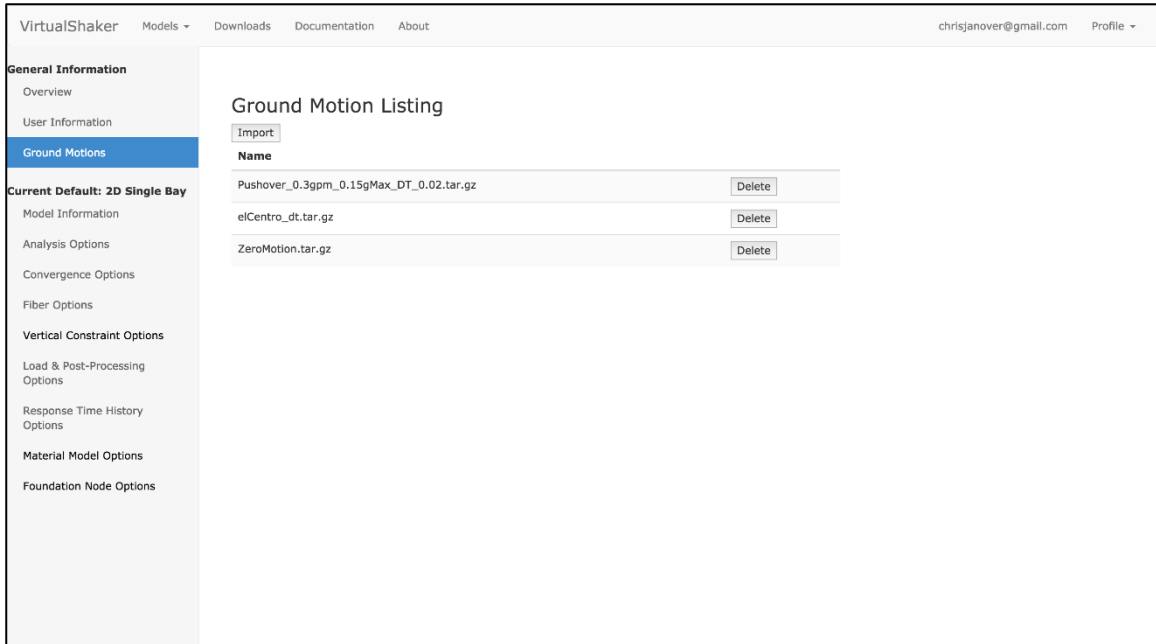 VirtualShaker Models Downloads Documentation About chrisjanover@gmail.com Profile
General Information
Overview
User Information
Ground Motions
Current Default: 2D Single Bay
Model Information
Analysis Options
Convergence Options
Fiber Options
Vertical Constraint Options
Load & Post-Processing
Options
Response Time History
Options
Material Model Options
Foundation Node Options
Ground Motion Listing
Import
Name
Pushover_0.3gpm_0.15gMax_DT_0.02.tar.gz Delete
elCentro_dt.tar.gz Delete
ZeroMotion.tar.gz Delete